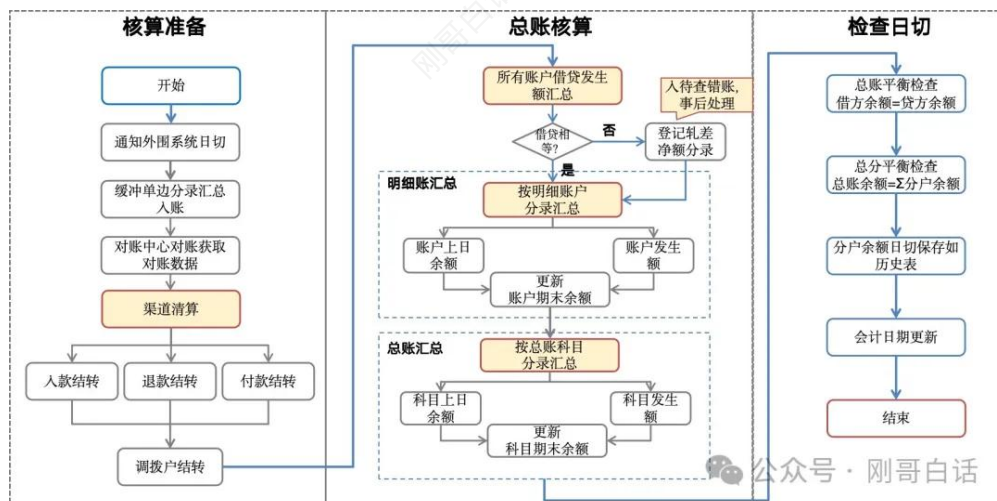 核算准备
开始
通知外围系统日切
缓冲单边分录汇总
入账
对账中心对账获取
对账数据
渠道清算
入款结转
退款结转
付款结转
调拨户结转
总账核算
所有账户借贷发生
额汇总
入待查错账,
事后处理
借贷相
等?
否
登记轧差
净额分录
是
明细账汇总
按明细账户
分录汇总
账户上日
余额
账户发生
额
更新
账户期末余额
总账汇总
按总账科目
分录汇总
科目上日
余额
科目发生
额
更新
科目期末余额
检查日切
总账平衡检查
借方余额=贷方余额
总分平衡检查
总账余额=Σ分户余额
分户余额日切保存如
历史表
会计日期更新
结束
公众号 · 刚哥白话
刚哥白话